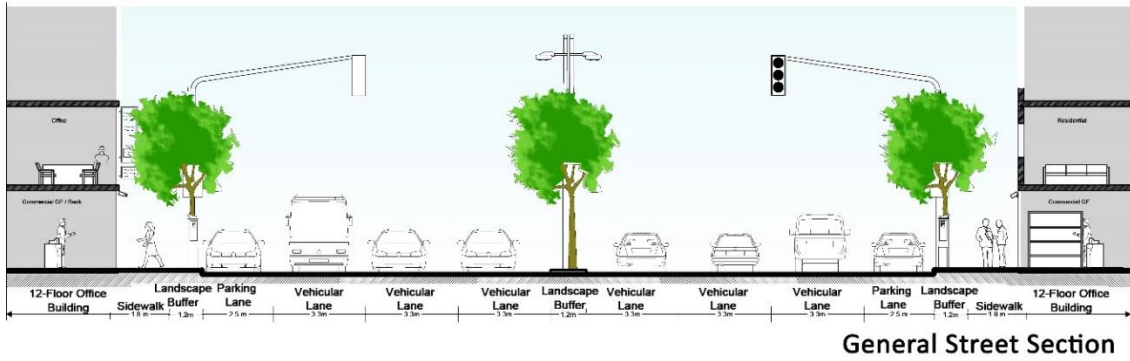 Office
Residential
Commercial GF / Bank
Commercial GF
12-Floor Office
Building
Sidewalk
1.8 m
Landscape
Buffer
1.2m
Parking
Lane
2.5 m
Vehicular
Lane
3.3m
Vehicular
Lane
3.3m
Vehicular
Lane
3.3m
Landscape
Buffer
1.2m
Vehicular
Lane
3.3m
Vehicular
Lane
3.3m
Vehicular
Lane
3.3m
Parking
Lane
2.5 m
Landscape
Buffer
1.2m
Sidewalk
1.8 m
12-Floor Office
Building
General Street Section